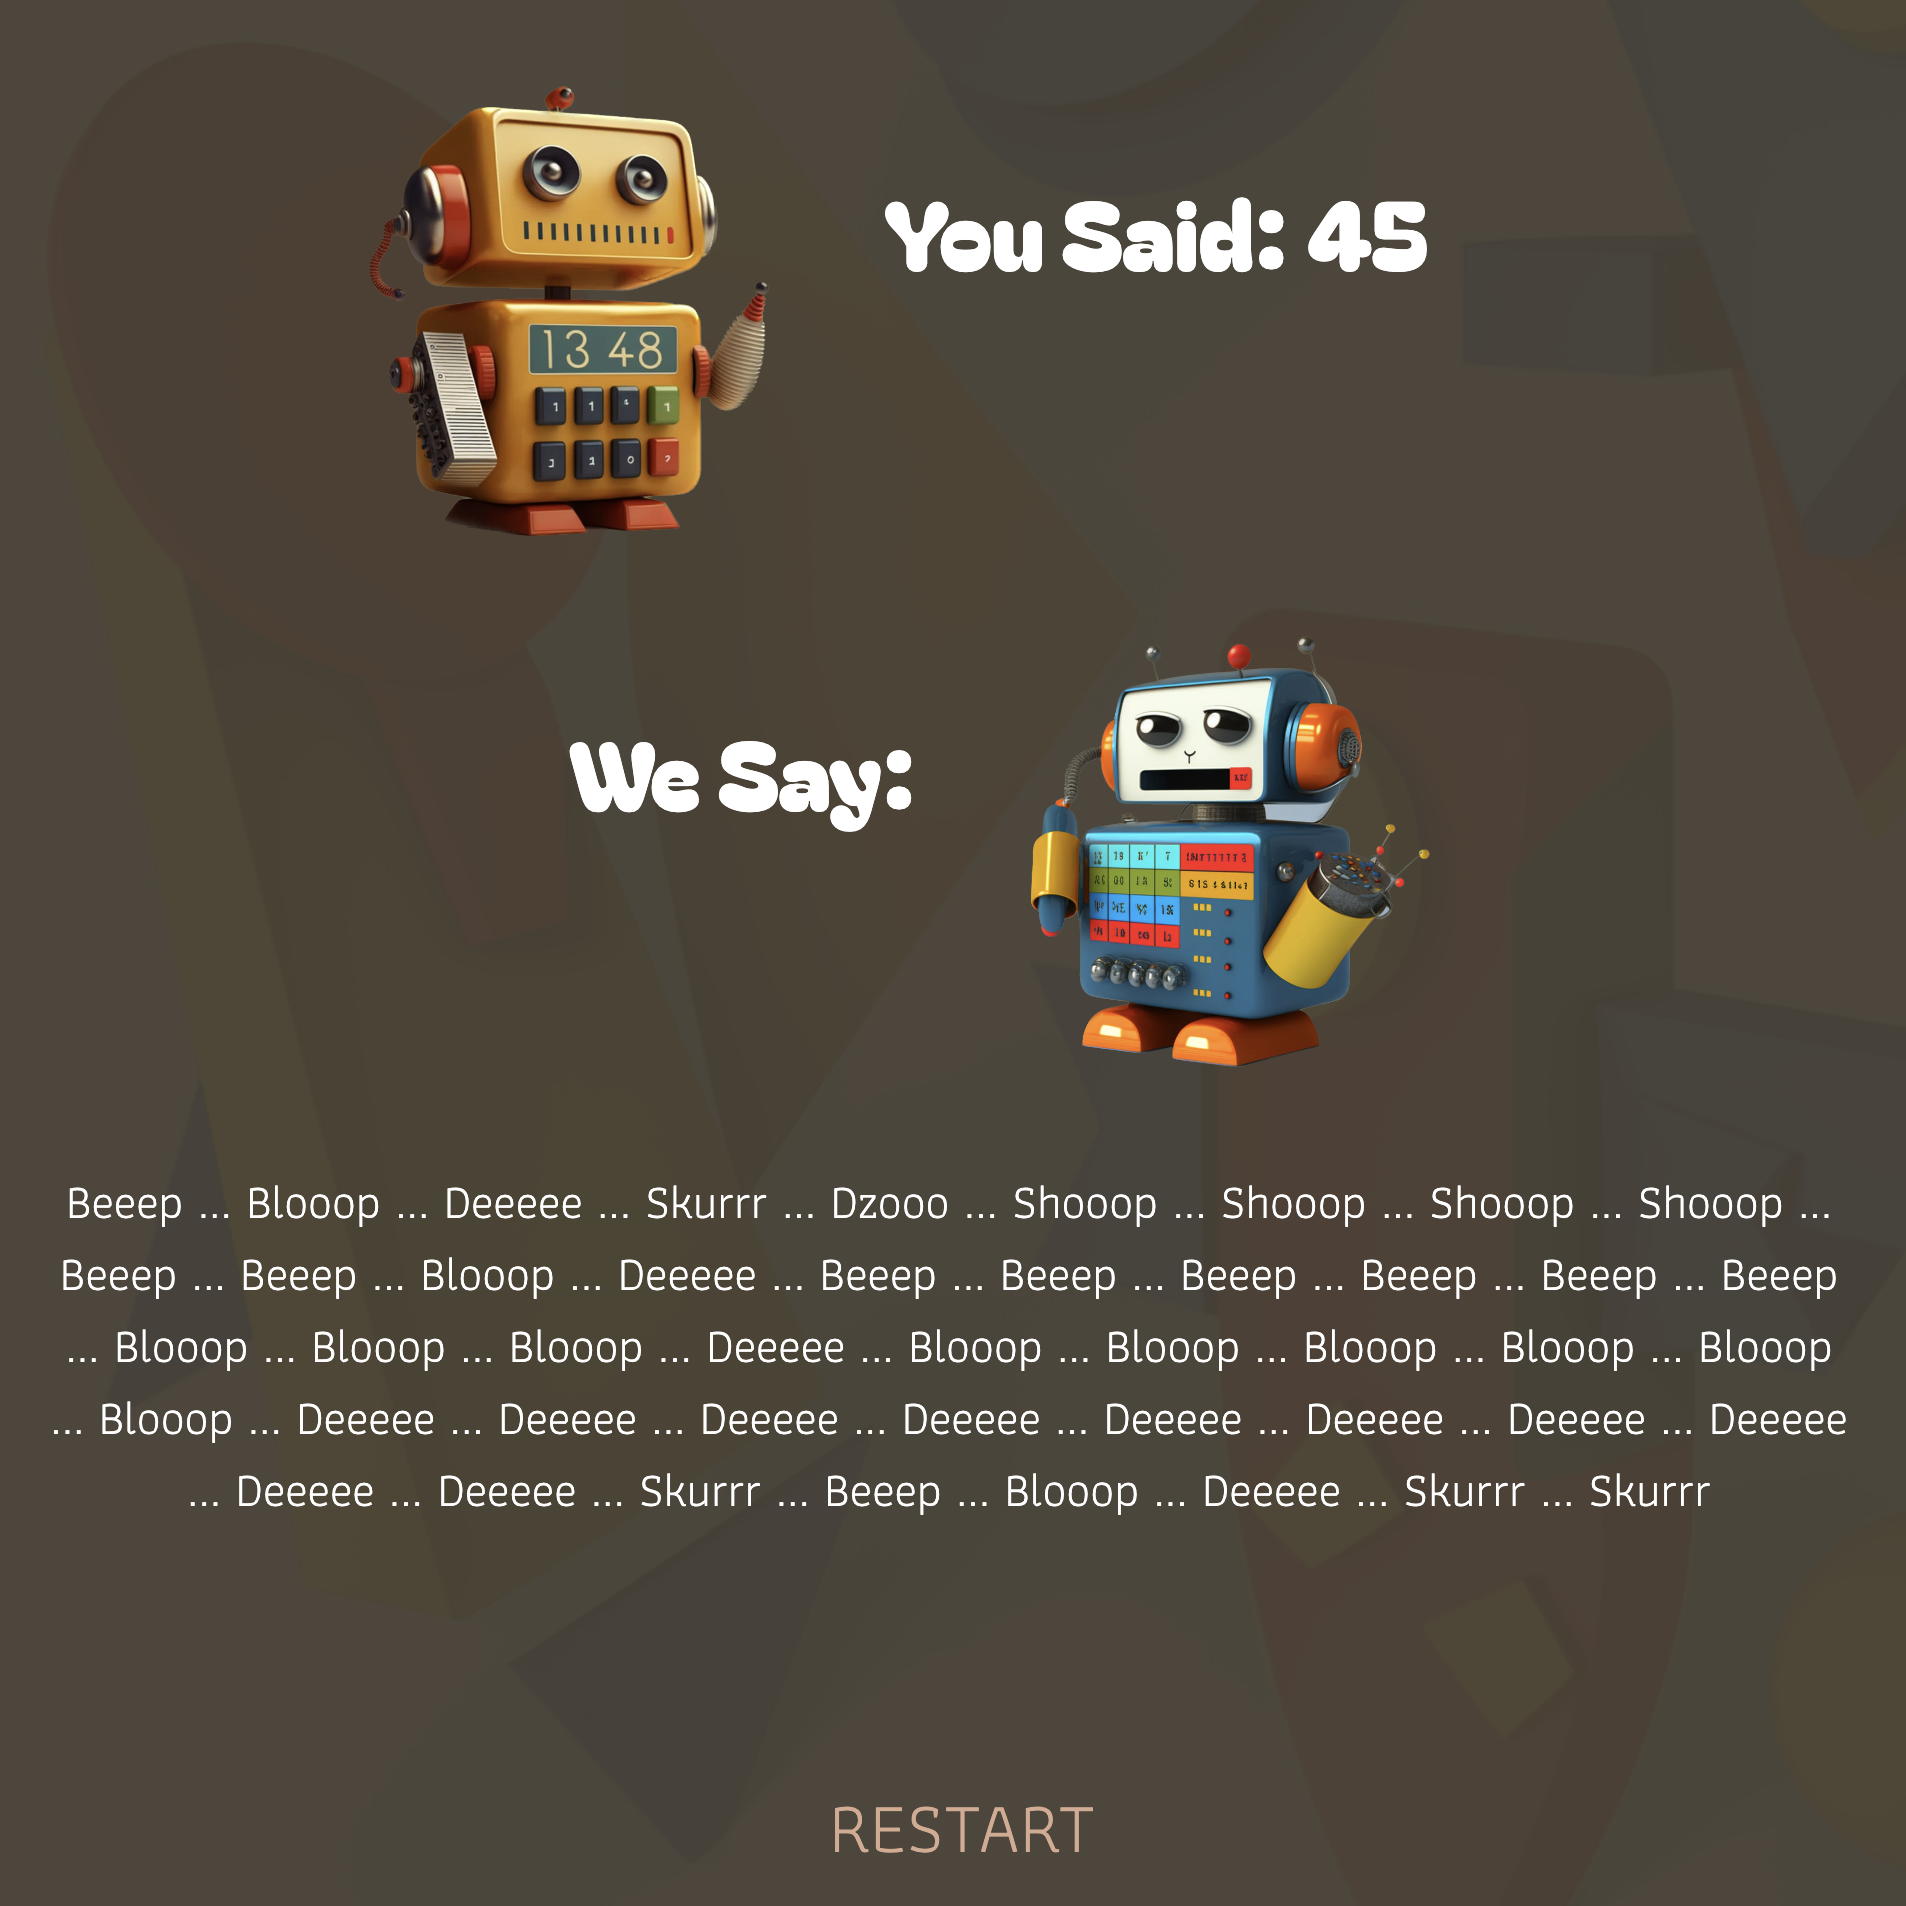 You Said: 45
13 48
We Say:
Beeep ... Blooop ... Deeeee ... Skurrr ... Dzooo ... Shooop ... Shooop ... Shooop ... Shooop ...
Beeep ... Beeep ... Blooop ... Deeeee ... Beeep ... Beeep ... Beeep ... Beeep ... Beeep ... Beeep
... Blooop ... Blooop ... Blooop ... Deeeee ... Blooop ... Blooop ... Blooop ... Blooop ... Blooop
... Blooop ... Deeeee ... Deeeee ... Deeeee ... Deeeee ... Deeeee ... Deeeee ... Deeeee ... Deeeee
... Deeeee ... Deeeee ... Skurrr ... Beeep ... Blooop ... Deeeee ... Skurrr ... Skurrr
RESTART